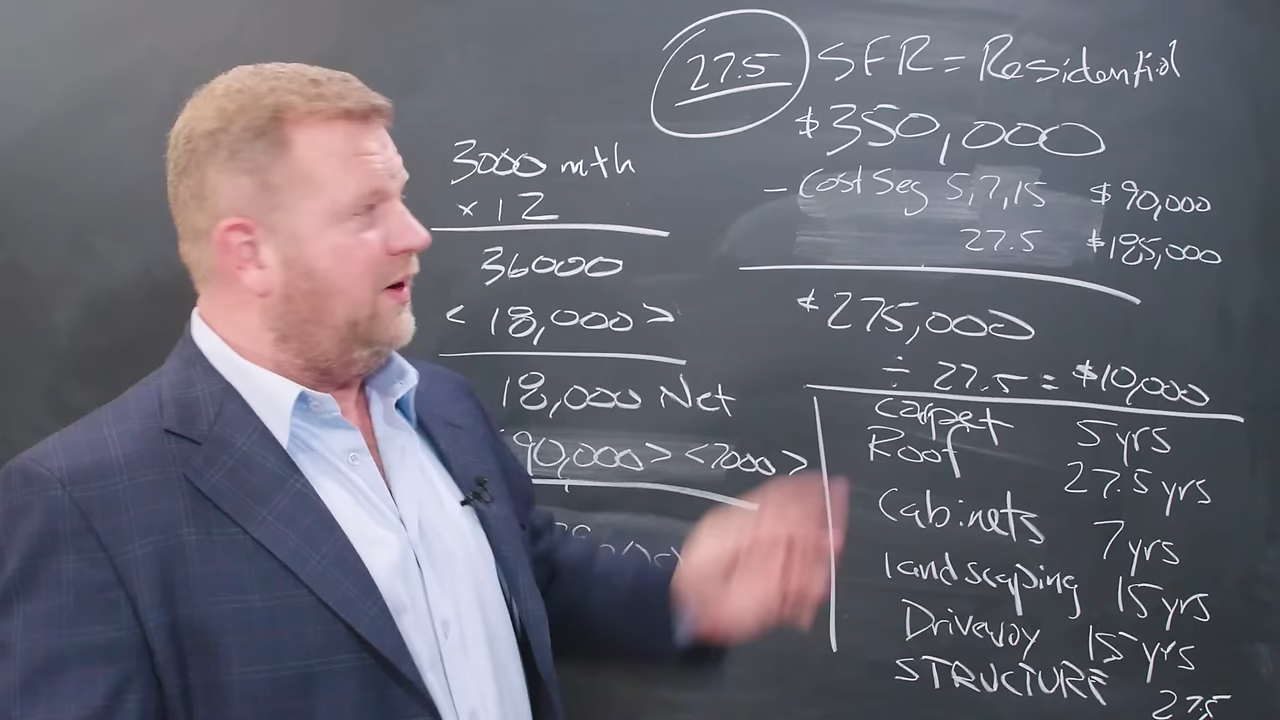 27.5 SFR = Residential
$350,000
- Cost Seg 5,7,15 $90,000
27.5 $185,000
$275,000
÷ 27.5 = $10,000
3000 mth
x 12
36000
<18,000>
18,000 Net
90,000> <7000>
carpet 5 yrs
Roof 27.5 yrs
Cabinets 7 yrs
landscaping 15 yrs
Driveway 15 yrs
STRUCTURE 27.5